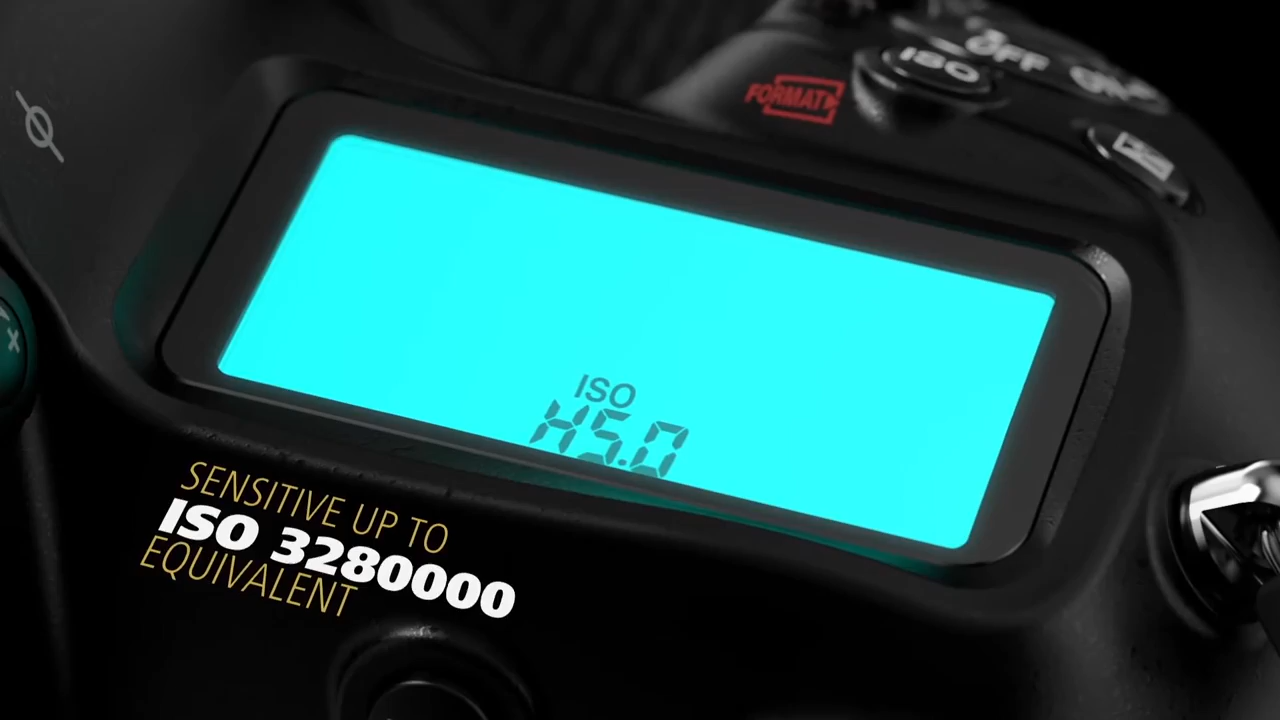 OFF
ISO
FORMAT
ISO
H5.0
SENSITIVE UP TO
ISO 3280000
EQUIVALENT